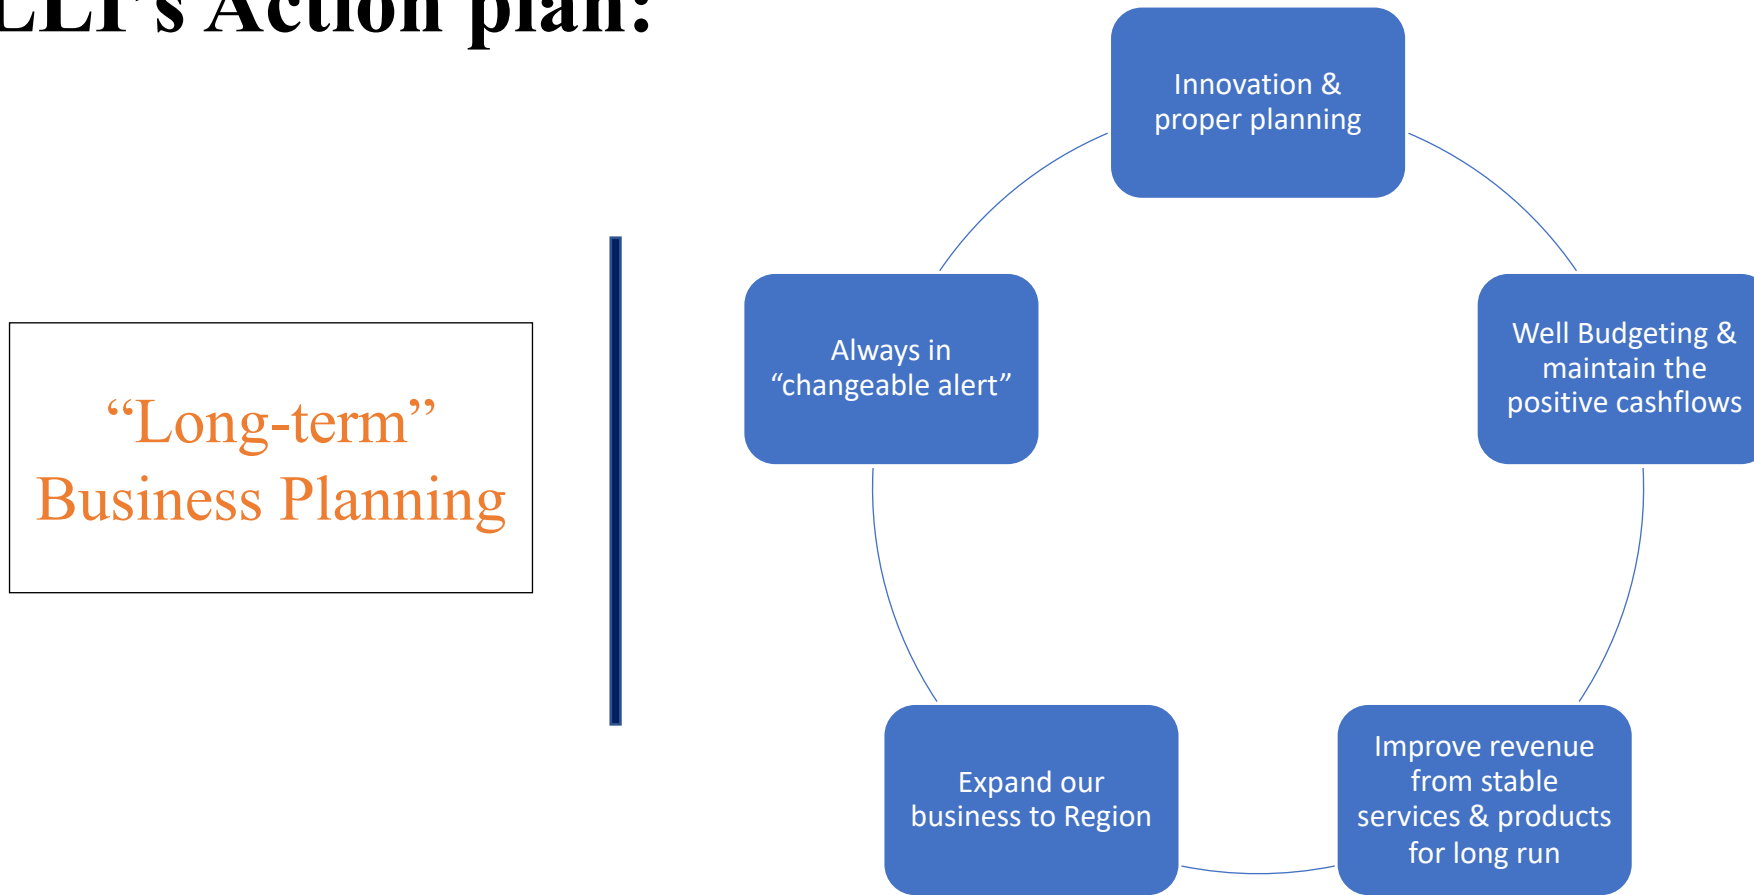 Action plan:
Innovation &
proper planning
Well Budgeting &
maintain the
positive cashflows
Improve revenue
from stable
services & products
for long run
Expand our
business to Region
Always in
“changeable alert”
“Long-term”
Business Planning